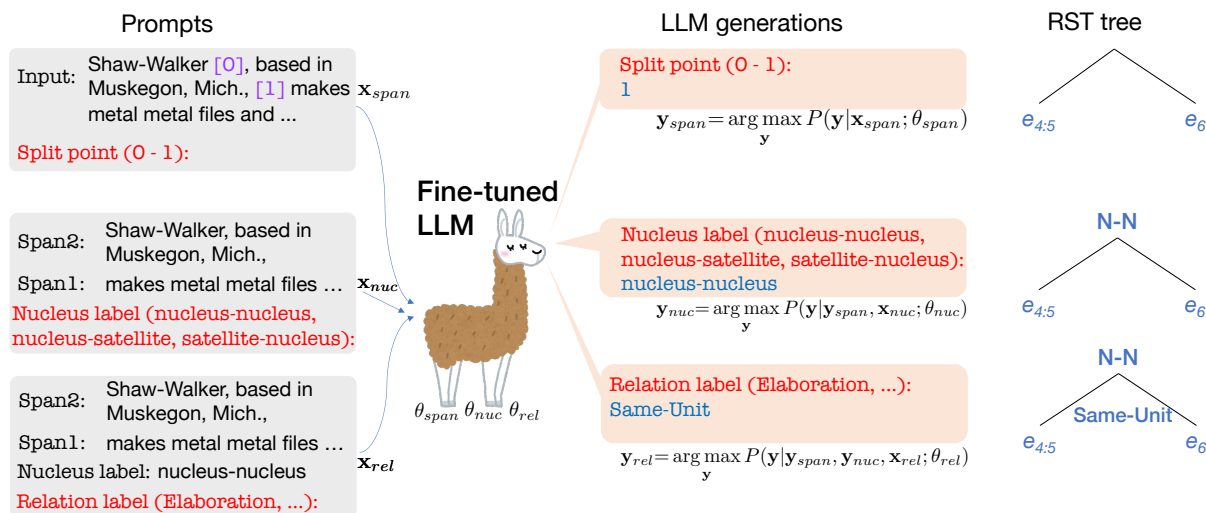 Prompts
Input: Shaw-Walker [0], based in
Muskegon, Mich., [1] makes
metal metal files and ...
Split point (0 - 1):
x_span
Span2: Shaw-Walker, based in
Muskegon, Mich.,
Span1: makes metal metal files ...
Nucleus label (nucleus-nucleus,
nucleus-satellite, satellite-nucleus):
x_nuc
Span2: Shaw-Walker, based in
Muskegon, Mich.,
Span1: makes metal metal files ...
Nucleus label: nucleus-nucleus
Relation label (Elaboration, ...):
x_rel
Fine-tuned
LLM
θ_span θ_nuc θ_rel
LLM generations
Split point (0 - 1):
1
y_span = arg max P(y|x_span; θ_span)
y
Nucleus label (nucleus-nucleus,
nucleus-satellite, satellite-nucleus):
nucleus-nucleus
y_nuc = arg max P(y|y_span, x_nuc; θ_nuc)
y
Relation label (Elaboration, ...):
Same-Unit
y_rel = arg max P(y|y_span, y_nuc, x_rel; θ_rel)
y
RST tree
e_4:5 e_6
N-N
e_4:5 e_6
N-N
Same-Unit
e_4:5 e_6